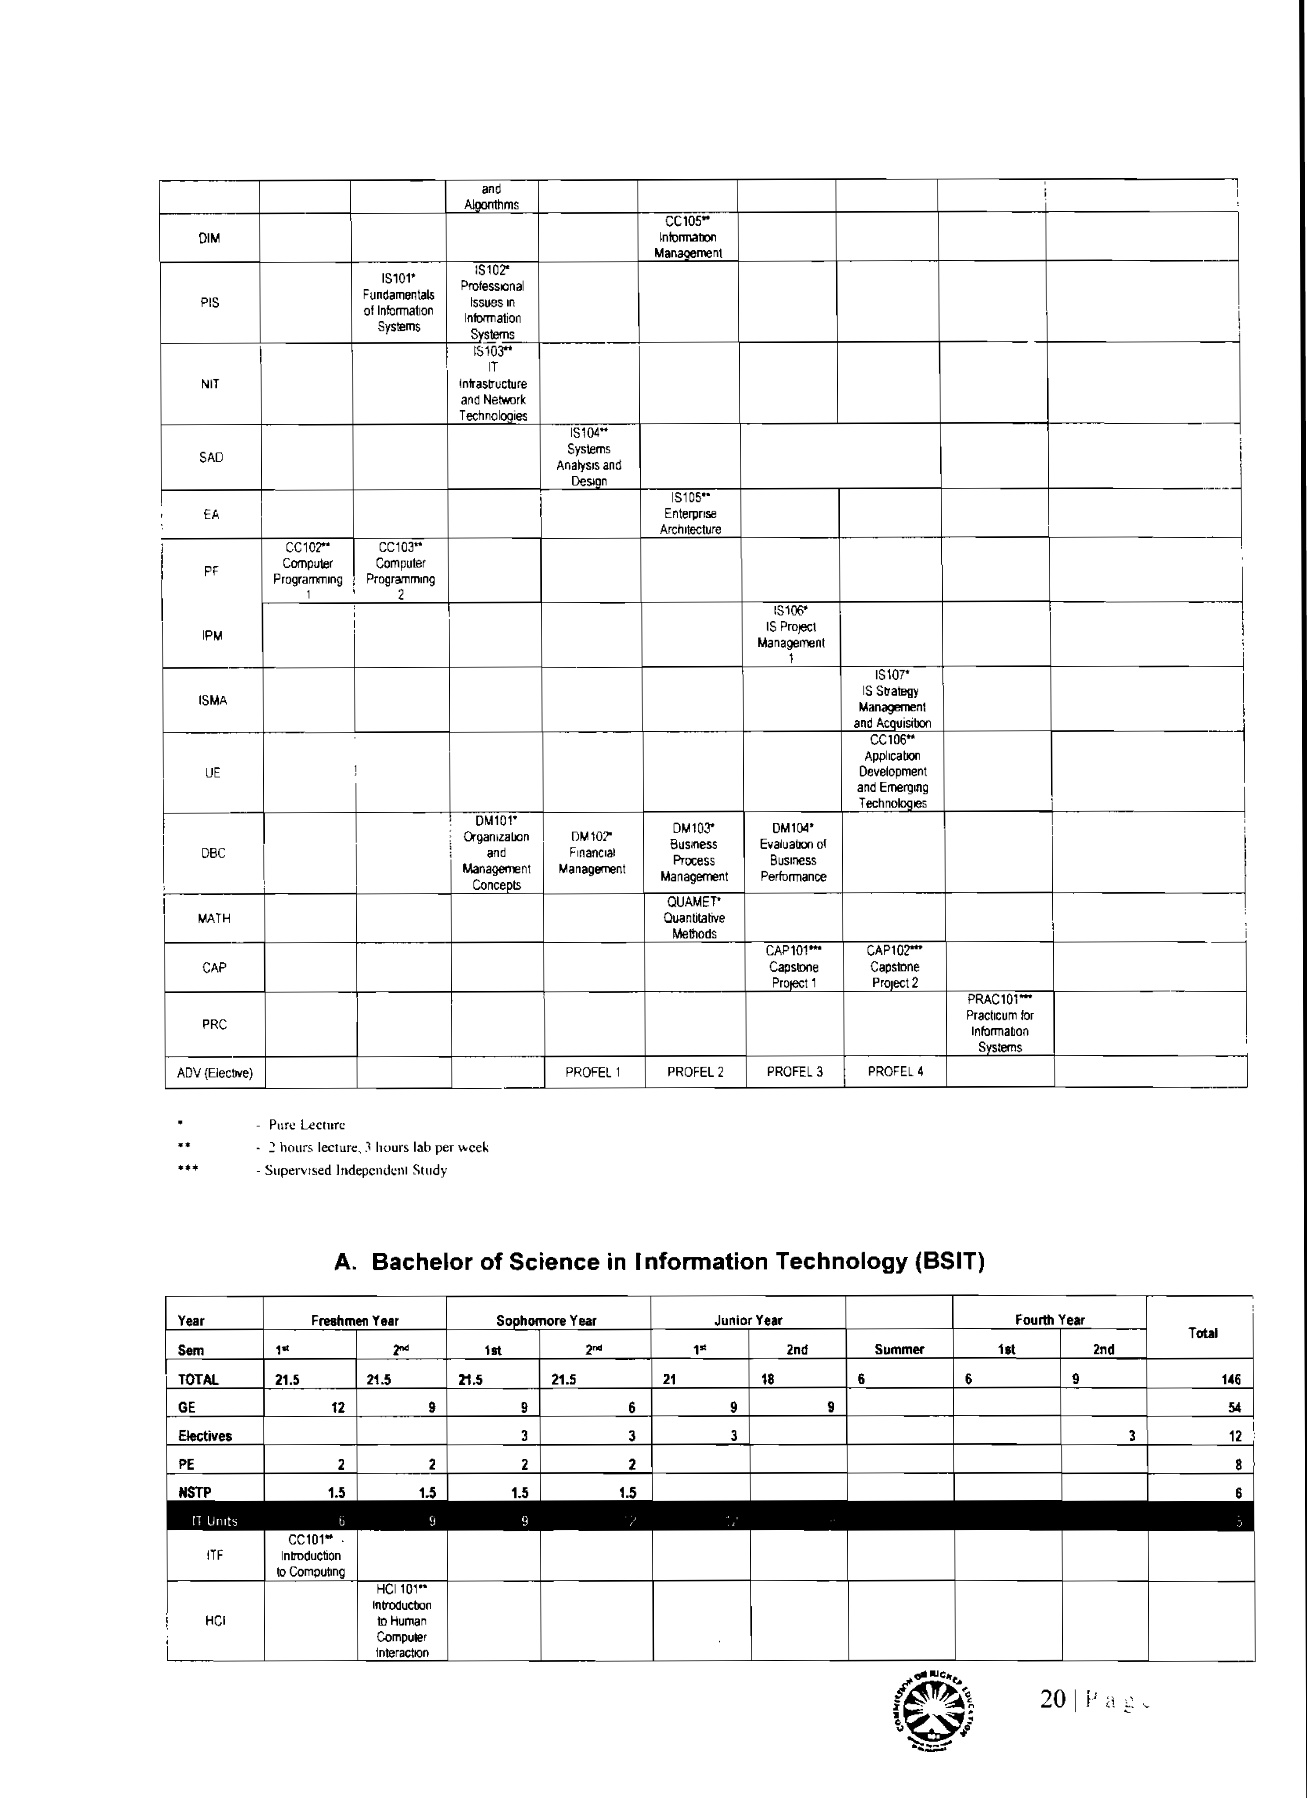 and
Algorithms
DIM
CC105**
Information
Management
PIS
IS101*
Fundamentals
of Information
Systems
IS102*
Professional
Issues in
Information
Systems
NIT
IS103**
IT
Infrastructure
and Network
Technologies
SAD
IS104**
Systems
Analysis and
Design
EA
IS105**
Enterprise
Architecture
PF
CC102**
Computer
Programming
1
CC103**
Computer
Programming
2
IPM
IS106*
IS Project
Management
1
ISMA
IS107*
IS Strategy
Management
and Acquisition
UE
CC106**
Application
Development
and Emerging
Technologies
DBC
DM101*
Organization
and
Management
Concepts
DM102*
Financial
Management
DM103*
Business
Process
Management
DM104*
Evaluation of
Business
Performance
MATH
QUAMET*
Quantitative
Methods
CAP
CAP101***
Capstone
Project 1
CAP102***
Capstone
Project 2
PRC
PRAC101***
Practicum for
Information
Systems
ADV (Elective) PROFEL 1 PROFEL 2 PROFEL 3 PROFEL 4
* - Pure Lecture
** - 2 hours lecture, 3 hours lab per week
*** - Supervised Independent Study
A. Bachelor of Science in Information Technology (BSIT)
Year Freshmen Year Sophomore Year Junior Year Fourth Year Total
Sem 1st 2nd 1st 2nd 1st 2nd Summer 1st 2nd
TOTAL 21.5 21.5 21.5 21.5 21 18 6 6 9 146
GE 12 9 9 6 9 9 54
Electives 3 3 3 3 12
PE 2 2 2 2 8
NSTP 1.5 1.5 1.5 1.5 6
IT Units 6 9 9 12 12
ITF
CC101**
Introduction
to Computing
HCI
HCI 101**
Introduction
to Human
Computer
Interaction
COMMISSION ON HIGHER EDUCATION
20 | Page